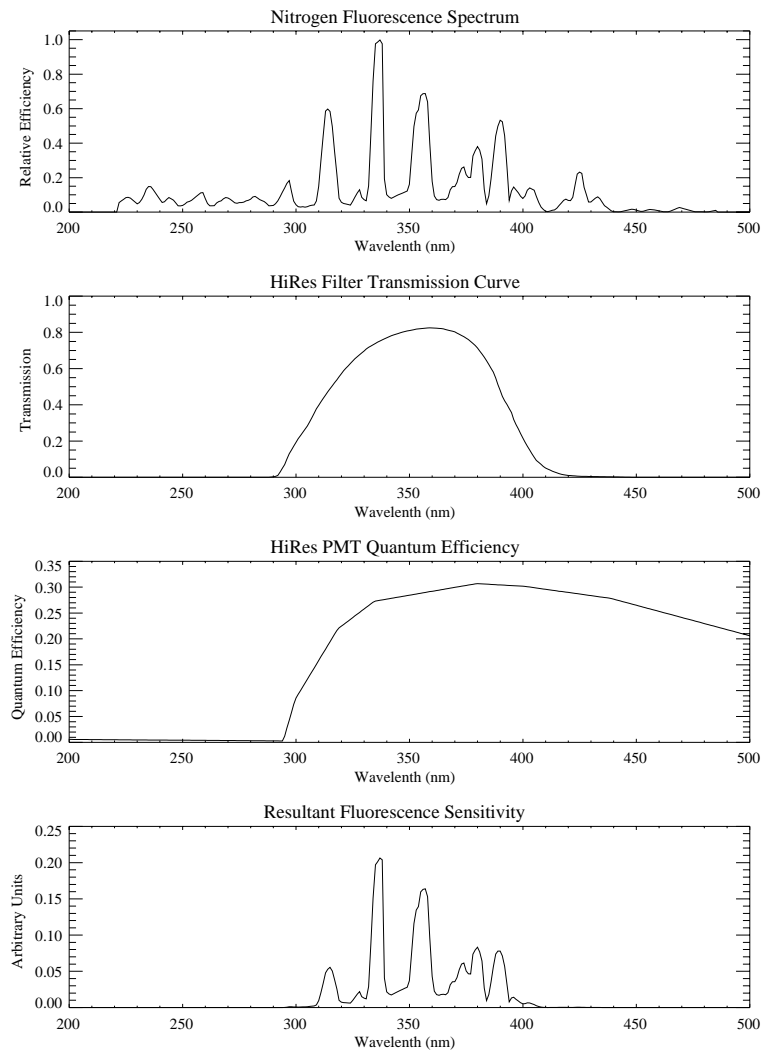 Nitrogen Fluorescence Spectrum
1.0
0.8
0.6
0.4
0.2
0.0
Relative Efficiency
200 250 300 350 400 450 500
Wavelenth (nm)
HiRes Filter Transmission Curve
1.0
0.8
0.6
0.4
0.2
0.0
Transmission
200 250 300 350 400 450 500
Wavelenth (nm)
HiRes PMT Quantum Efficiency
0.35
0.30
0.25
0.20
0.15
0.10
0.05
0.00
Quantum Efficiency
200 250 300 350 400 450 500
Wavelenth (nm)
Resultant Fluorescence Sensitivity
0.25
0.20
0.15
0.10
0.05
0.00
Arbitrary Units
200 250 300 350 400 450 500
Wavelenth (nm)